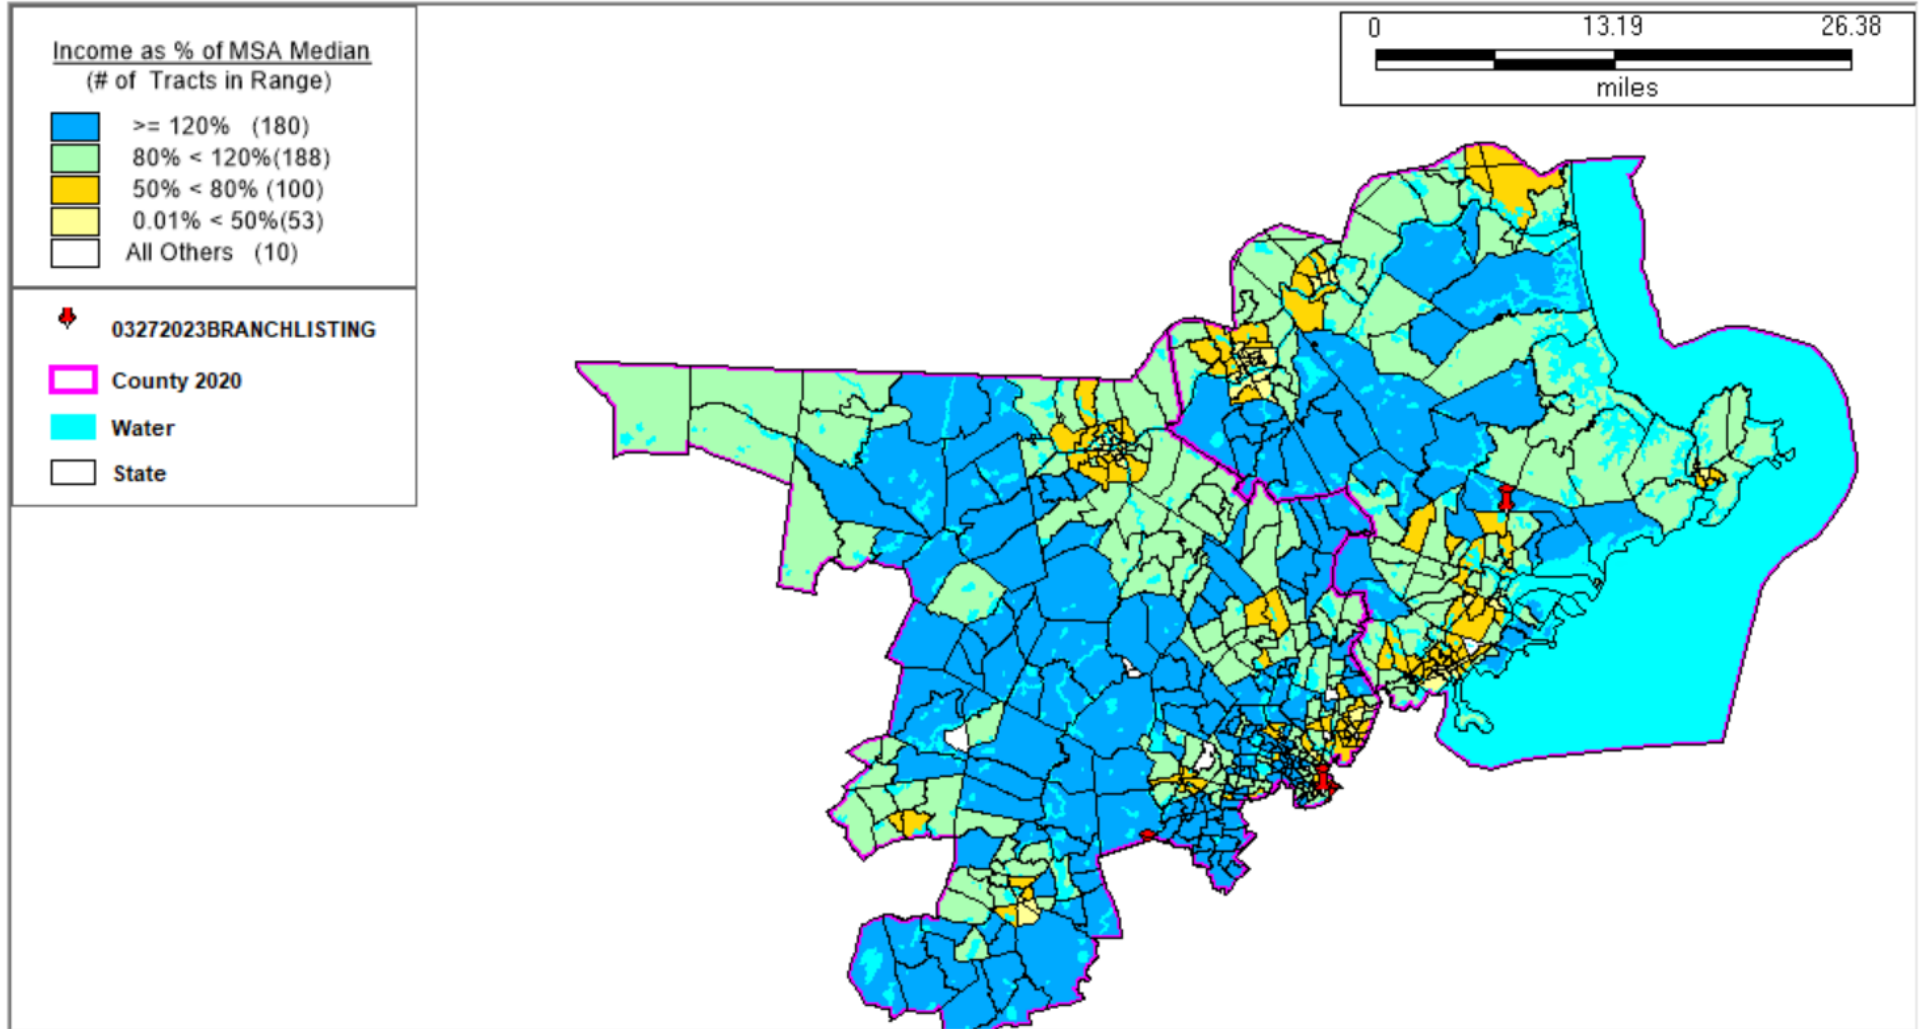 Income as % of MSA Median
(# of Tracts in Range)
>= 120% (180)
80% < 120%(188)
50% < 80% (100)
0.01% < 50%(53)
All Others (10)
03272023BRANCHLISTING
County 2020
Water
State
0 13.19 26.38
miles